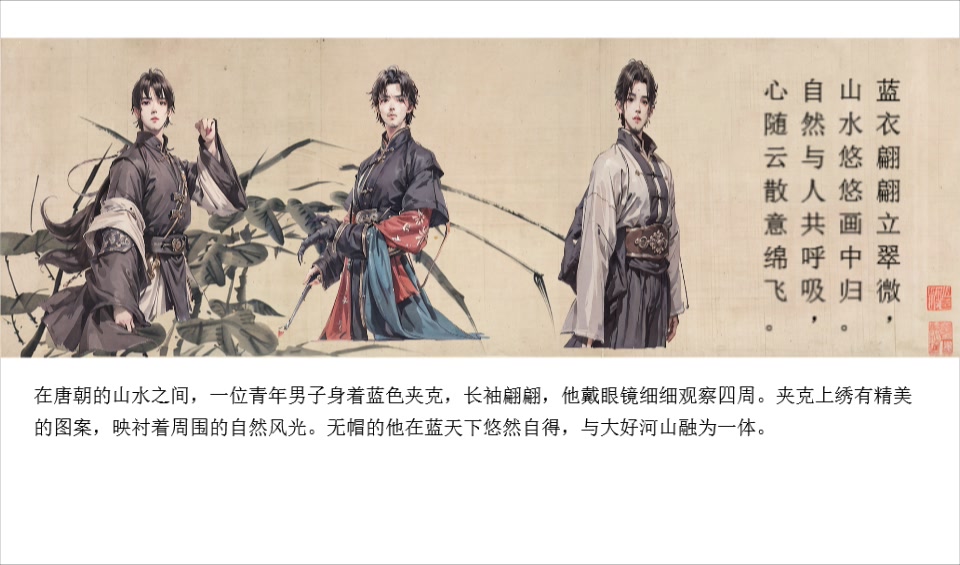 蓝衣翩翩立翠微，
山水悠悠画中归。
自然与人共呼吸，
心随云散意绵飞。
在唐朝的山水之间，一位青年男子身着蓝色夹克，长袖翩翩，他戴眼镜细细观察四周。夹克上绣有精美
的图案，映衬着周围的自然风光。无帽的他在蓝天下悠然自得，与大好河山融为一体。